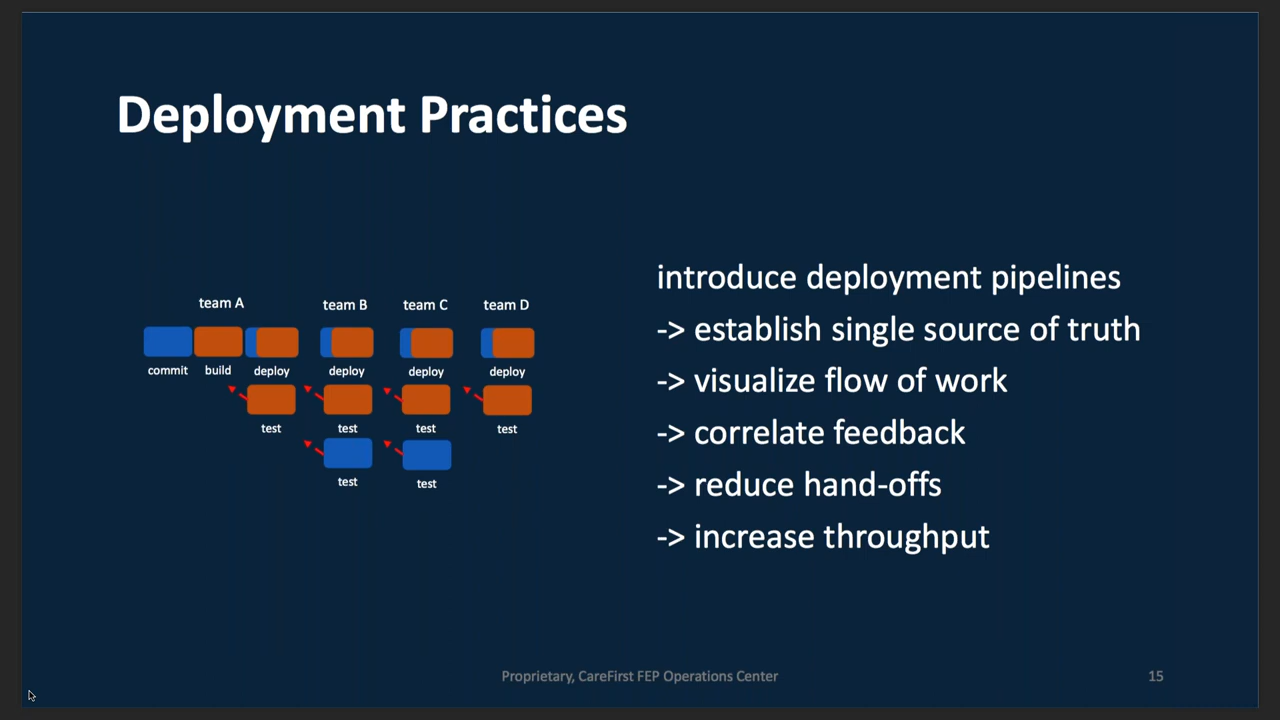 Deployment Practices
team A team B team C team D
commit build deploy deploy deploy deploy
test test test test
test test
introduce deployment pipelines
-> establish single source of truth
-> visualize flow of work
-> correlate feedback
-> reduce hand-offs
-> increase throughput
Proprietary, CareFirst FEP Operations Center 15